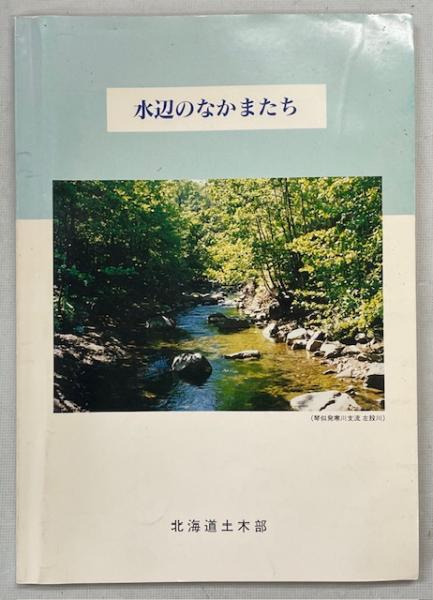 水辺のなかまたち
(琴似発寒川支流 左股川)
北海道土木部